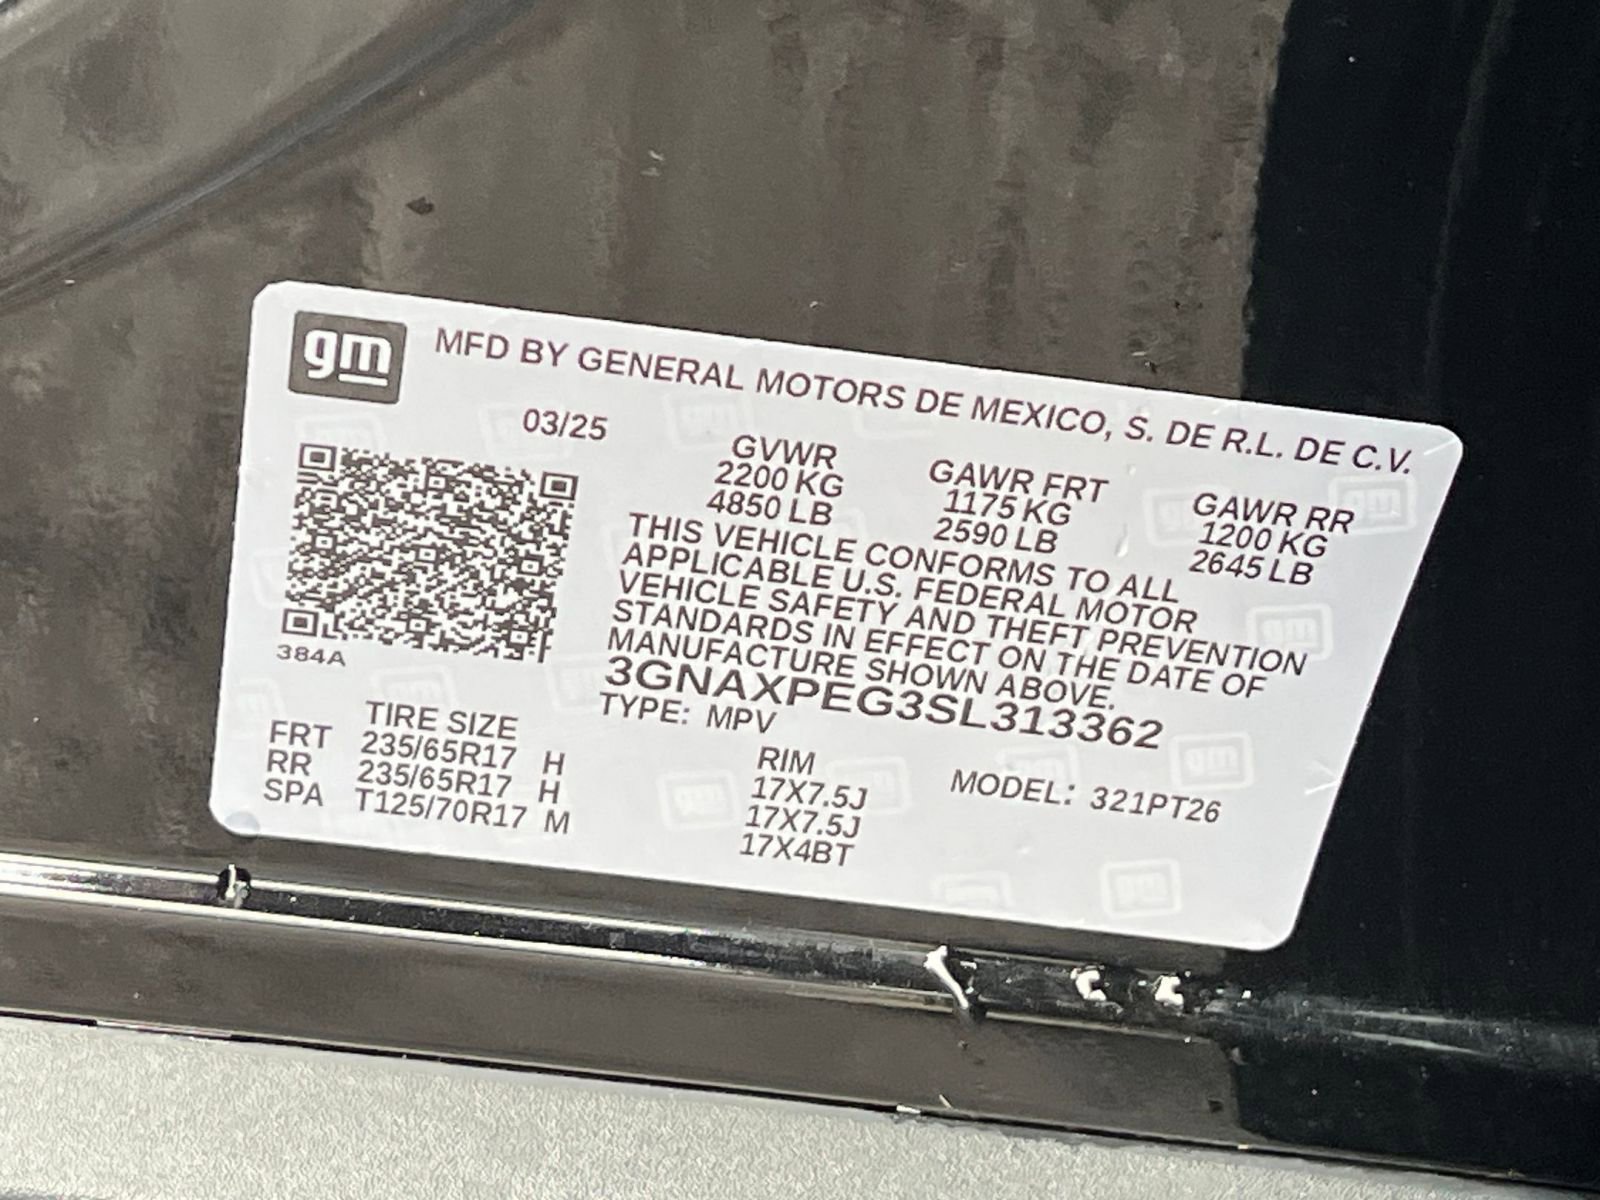 gm
MFD BY GENERAL MOTORS DE MEXICO, S. DE R.L. DE C.V.
03/25
GVWR GAWR FRT GAWR RR
2200 KG 1175 KG 1200 KG
4850 LB 2590 LB 2645 LB
THIS VEHICLE CONFORMS TO ALL
APPLICABLE U.S. FEDERAL MOTOR
VEHICLE SAFETY AND THEFT PREVENTION
STANDARDS IN EFFECT ON THE DATE OF
MANUFACTURE SHOWN ABOVE.
3GNAXPEG3SL313362
384A
TYPE: MPV MODEL: 321PT26
TIRE SIZE RIM
FRT 235/65R17 H 17X7.5J
RR 235/65R17 H 17X7.5J
SPA T125/70R17 M 17X4BT